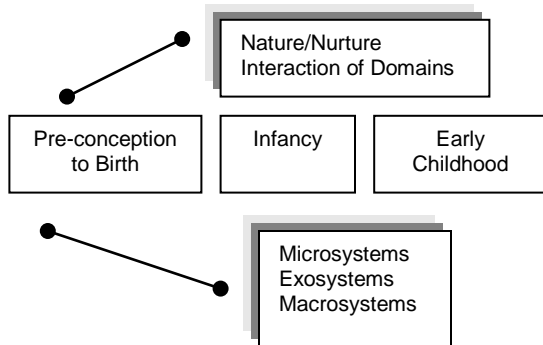 Nature/Nurture
Interaction of Domains
Pre-conception
to Birth
Infancy
Early
Childhood
Microsystems
Exosystems
Macrosystems